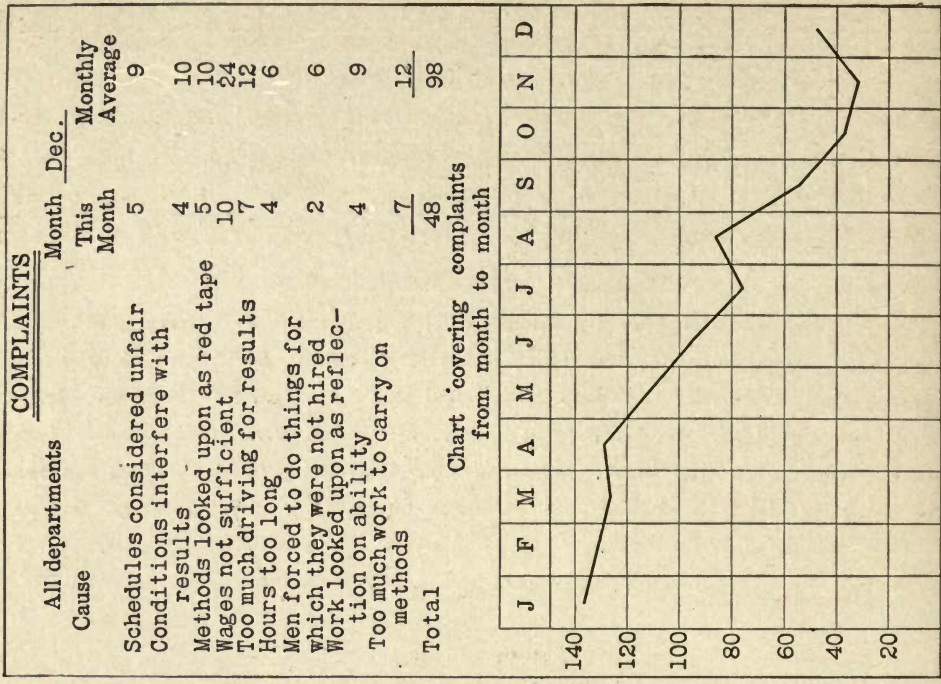 COMPLAINTS
All departments Month Dec.
Cause This Month Monthly Average
Schedules considered unfair 5 9
Conditions interfere with
results 4 10
Methods looked upon as red tape 5 10
Wages not sufficient 10 24
Too much driving for results 7 12
Hours too long 4 6
Men forced to do things for
which they were not hired 2 6
Work looked upon as reflec-
tion on ability 4 9
Too much work to carry on
methods 7 12
Total 48 98
Chart covering complaints
from month to month
J F M A M J J A S O N D
140
120
100
80
60
40
20